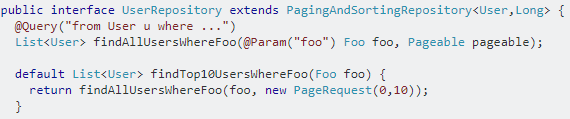 public interface UserRepository extends PagingAndSortingRepository<User,Long> {
@Query("from User u where ...")
List<User> findAllUsersWhereFoo(@Param("foo") Foo foo, Pageable pageable);
default List<User> findTop10UsersWhereFoo(Foo foo) {
return findAllUsersWhereFoo(foo, new PageRequest(0,10));
}